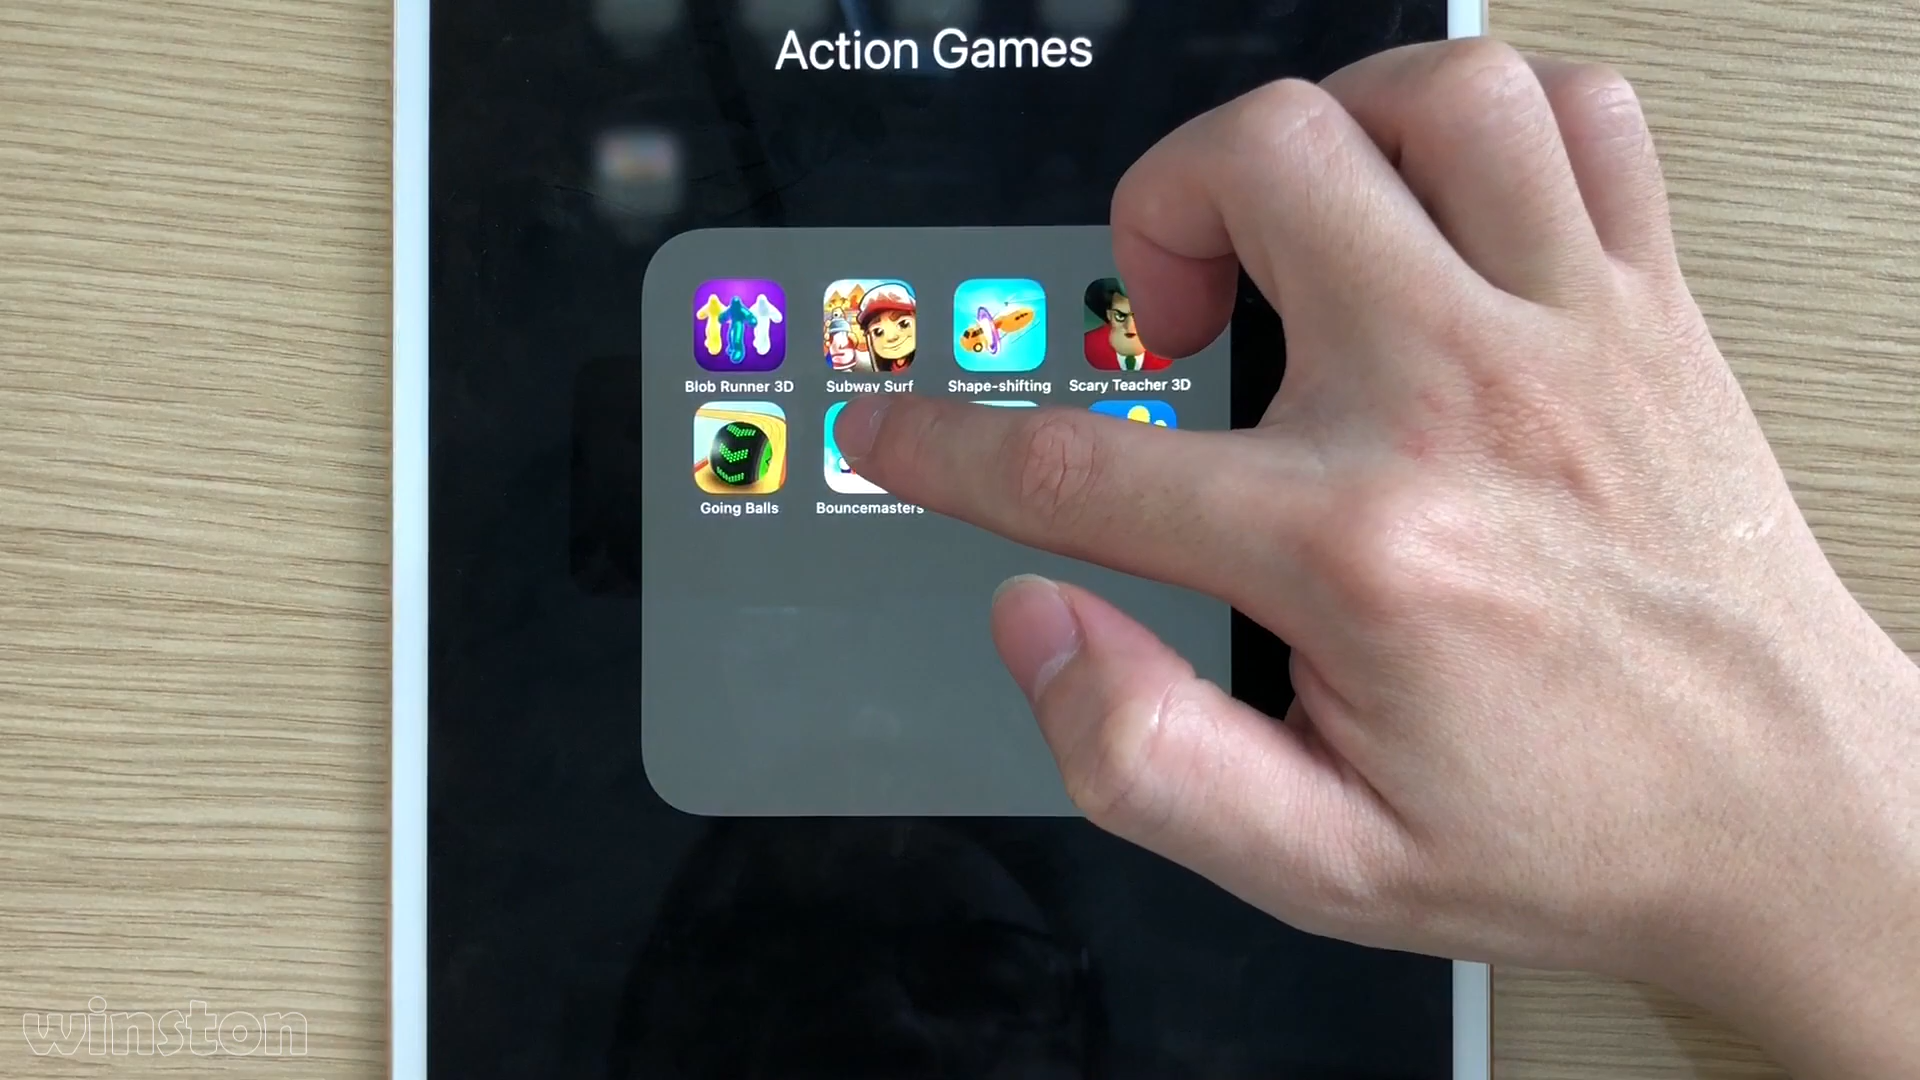 Action Games
Blob Runner 3D
Subway Surf
Shape-shifting
Scary Teacher 3D
Going Balls
Bouncemasters
winston